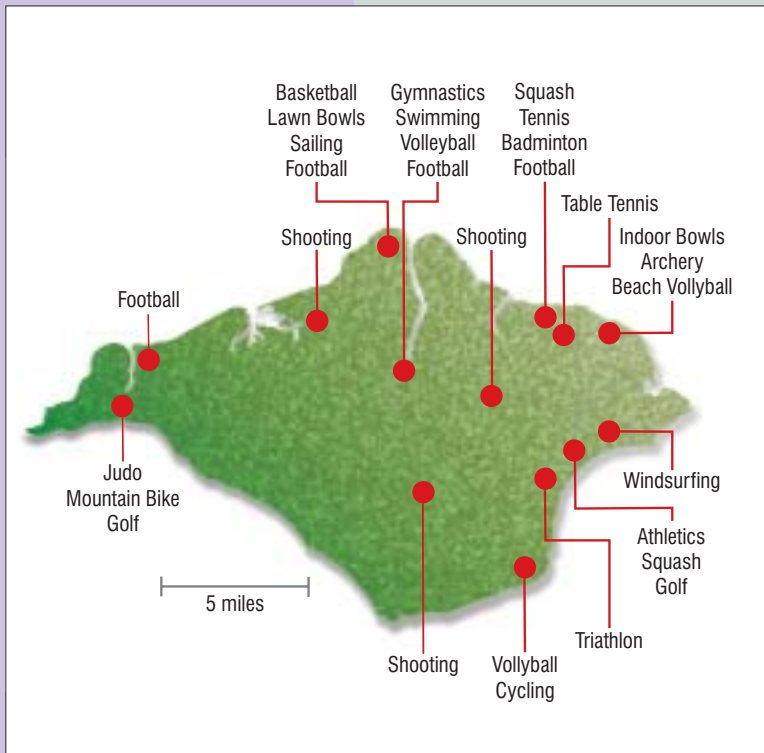 Basketball
Lawn Bowls
Sailing
Football
Gymnastics
Swimming
Volleyball
Football
Squash
Tennis
Badminton
Football
Table Tennis
Shooting
Shooting
Indoor Bowls
Archery
Beach Vollyball
Football
Judo
Mountain Bike
Golf
Windsurfing
Athletics
Squash
Golf
5 miles
Triathlon
Shooting
Vollyball
Cycling